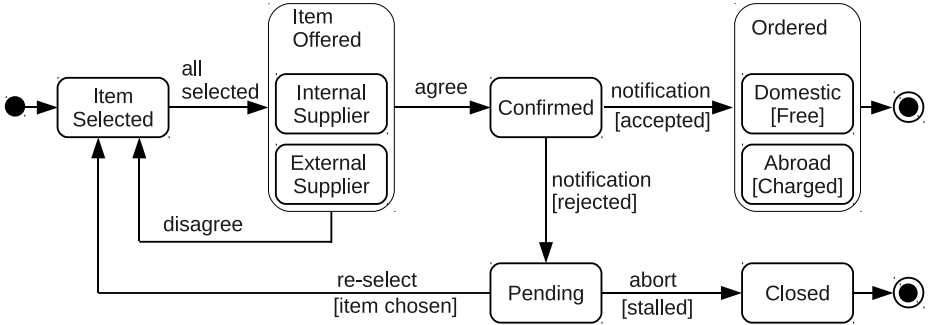 Item
Selected
all
selected
Item
Offered
Internal
Supplier
External
Supplier
agree
disagree
Confirmed
notification
[accepted]
Ordered
Domestic
[Free]
Abroad
[Charged]
notification
[rejected]
re-select
[item chosen]
Pending
abort
[stalled]
Closed